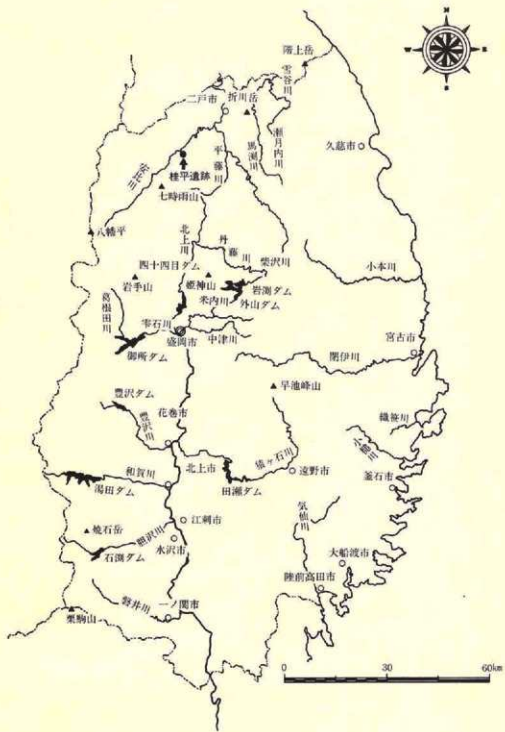 階上岳
雪谷川
W
E
折川岳
二戸市
瀬月内川
久慈市
馬淵川
平藤川
安比川
桂平遺跡
七時雨山
八幡平
北上川
丹藤川
柴沢川
四十四目ダム
小本川
岩手山
姫神山
岩渕ダム
米内川
外山ダム
葛根田川
雫石川
盛岡市
中津川
宮古市
御所ダム
閉伊川
早池峰山
豊沢ダム
豊沢川
花巻市
織笠川
小鎚川
猿ヶ石川
和賀川
北上市
遠野市
釜石市
湯田ダム
田瀬ダム
気仙川
焼石岳
江刺市
胆沢川
水沢市
石渕ダム
大船渡市
陸前高田市
磐井川
一ノ関市
栗駒山
0
30
60km